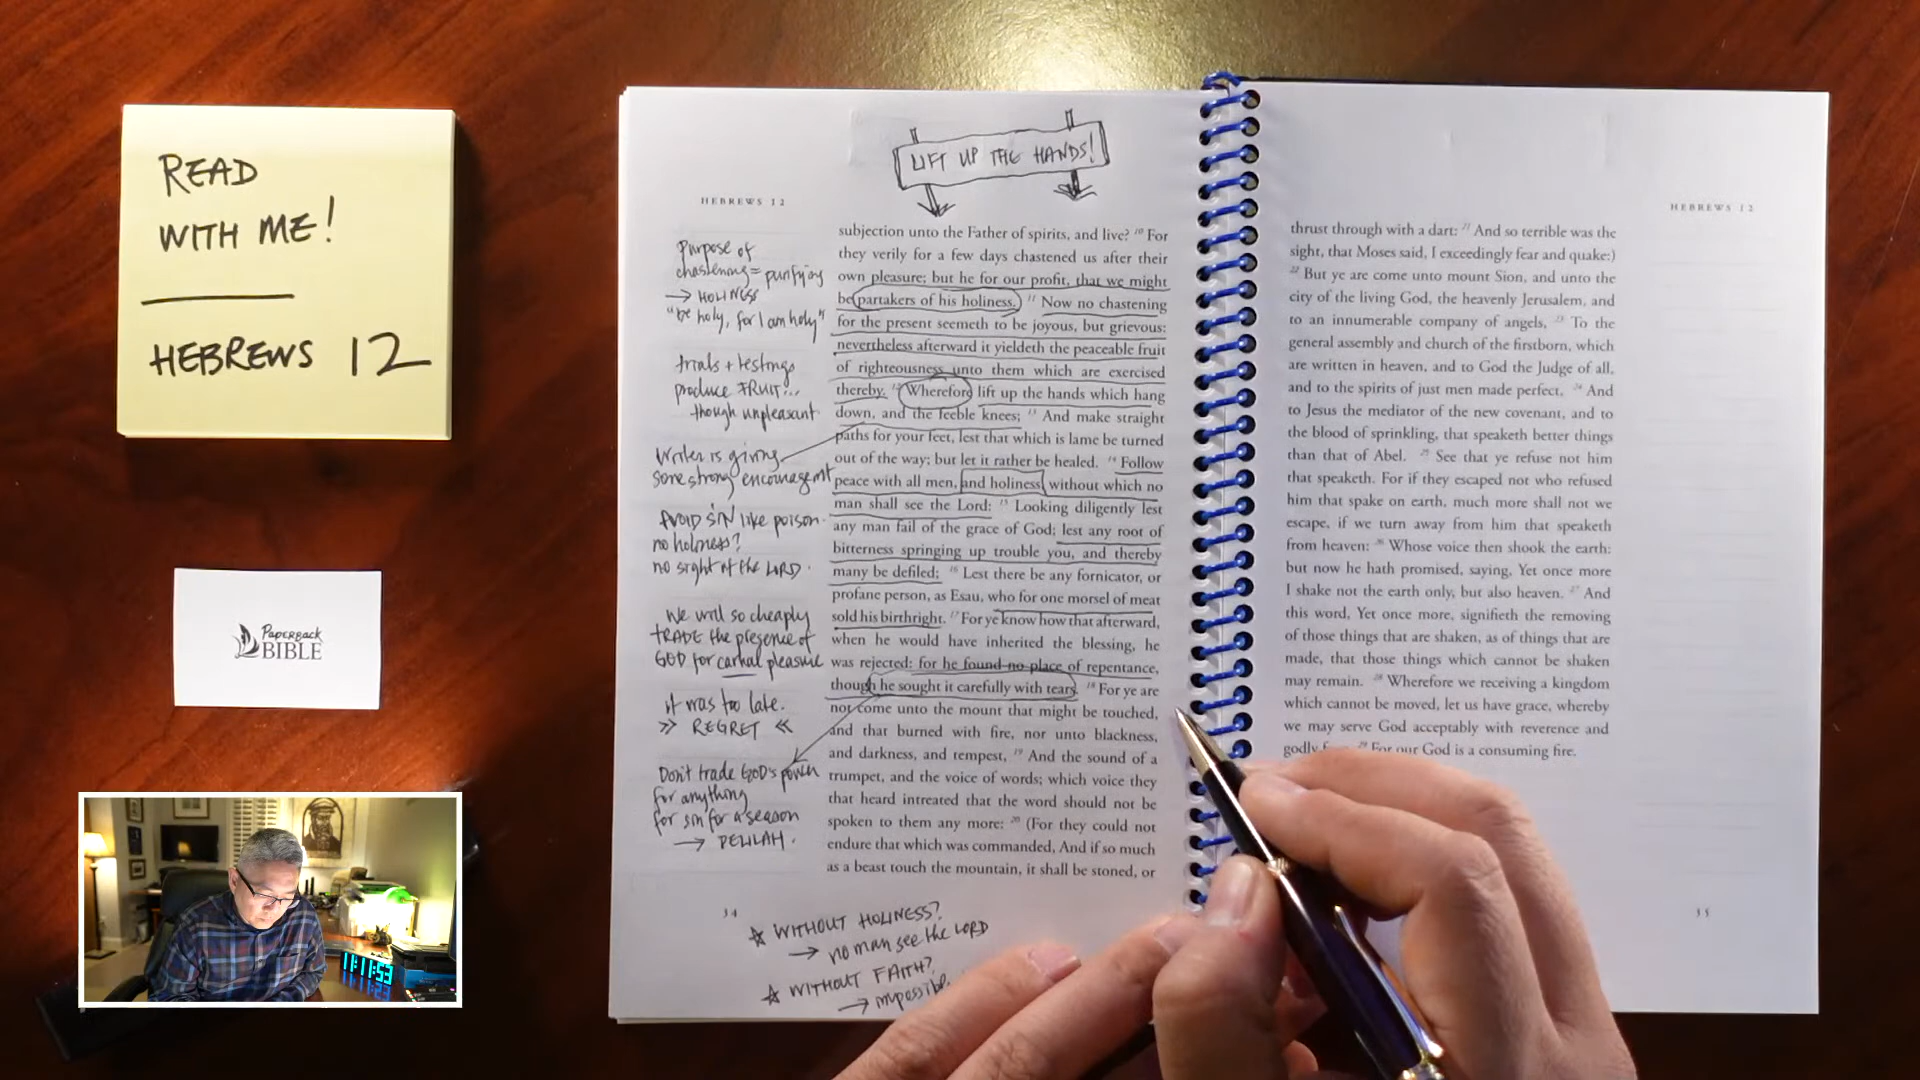 READ
WITH ME!
HEBREWS 12
Paperback
BIBLE
11:11:53
LIFT UP THE HANDS!
HEBREWS 12
Purpose of
chastening = purifying
→ HOLINESS
"be holy, for I am holy"
trials + testings
produce FRUIT...
though unpleasant
Writer is giving
some strong encouragemt
AVOID SIN like poison.
no holiness?
no sight of the LORD.
We will so cheaply
TRADE the presence of
GOD for carnal pleasure
it was too late.
>> REGRET <<
Don't trade GOD's power
for anything
for sin for a season
→ DELILAH.
subjection unto the Father of spirits, and live? 10 For
they verily for a few days chastened us after their
own pleasure; but he for our profit, that we might
be partakers of his holiness. 11 Now no chastening
for the present seemeth to be joyous, but grievous:
nevertheless afterward it yieldeth the peaceable fruit
of righteousness unto them which are exercised
thereby. 12 Wherefore lift up the hands which hang
down, and the feeble knees; 13 And make straight
paths for your feet, lest that which is lame be turned
out of the way; but let it rather be healed. 14 Follow
peace with all men, and holiness, without which no
man shall see the Lord: 15 Looking diligently lest
any man fail of the grace of God; lest any root of
bitterness springing up trouble you, and thereby
many be defiled; 16 Lest there be any fornicator, or
profane person, as Esau, who for one morsel of meat
sold his birthright. 17 For ye know how that afterward,
when he would have inherited the blessing, he
was rejected: for he found no place of repentance,
though he sought it carefully with tears. 18 For ye are
not come unto the mount that might be touched,
and that burned with fire, nor unto blackness,
and darkness, and tempest, 19 And the sound of a
trumpet, and the voice of words; which voice they
that heard intreated that the word should not be
spoken to them any more: 20 (For they could not
endure that which was commanded, And if so much
as a beast touch the mountain, it shall be stoned, or
34
☆ WITHOUT HOLINESS?
→ no man see the LORD
☆ WITHOUT FAITH?
→ impossible
HEBREWS 12
thrust through with a dart: 21 And so terrible was the
sight, that Moses said, I exceedingly fear and quake:)
22 But ye are come unto mount Sion, and unto the
city of the living God, the heavenly Jerusalem, and
to an innumerable company of angels, 23 To the
general assembly and church of the firstborn, which
are written in heaven, and to God the Judge of all,
and to the spirits of just men made perfect, 24 And
to Jesus the mediator of the new covenant, and to
the blood of sprinkling, that speaketh better things
than that of Abel. 25 See that ye refuse not him
that speaketh. For if they escaped not who refused
him that spake on earth, much more shall not we
escape, if we turn away from him that speaketh
from heaven: 26 Whose voice then shook the earth:
but now he hath promised, saying, Yet once more
I shake not the earth only, but also heaven. 27 And
this word, Yet once more, signifieth the removing
of those things that are shaken, as of things that are
made, that those things which cannot be shaken
may remain. 28 Wherefore we receiving a kingdom
which cannot be moved, let us have grace, whereby
we may serve God acceptably with reverence and
godly 29 For our God is a consuming fire.
35